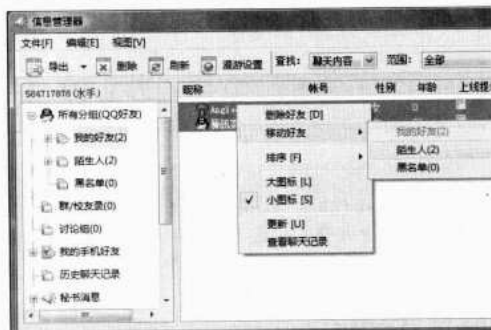 信息管理器
文件[F] 编辑[E] 视图[V]
导出 删除 刷新 漫游设置 查找: 聊天内容 范围: 全部
564717876 (水手)
昵称 帐号 性别 年龄 上线提
所有分组(QQ好友)
我的好友(2)
陌生人(2)
黑名单(0)
群/校友录(0)
讨论组(0)
我的手机好友
历史聊天记录
秘书消息
删除好友 [D]
移动好友
排序 [F]
大图标 [L]
小图标 [S]
更新 [U]
查看聊天记录
我的好友(2)
陌生人(2)
黑名单(0)